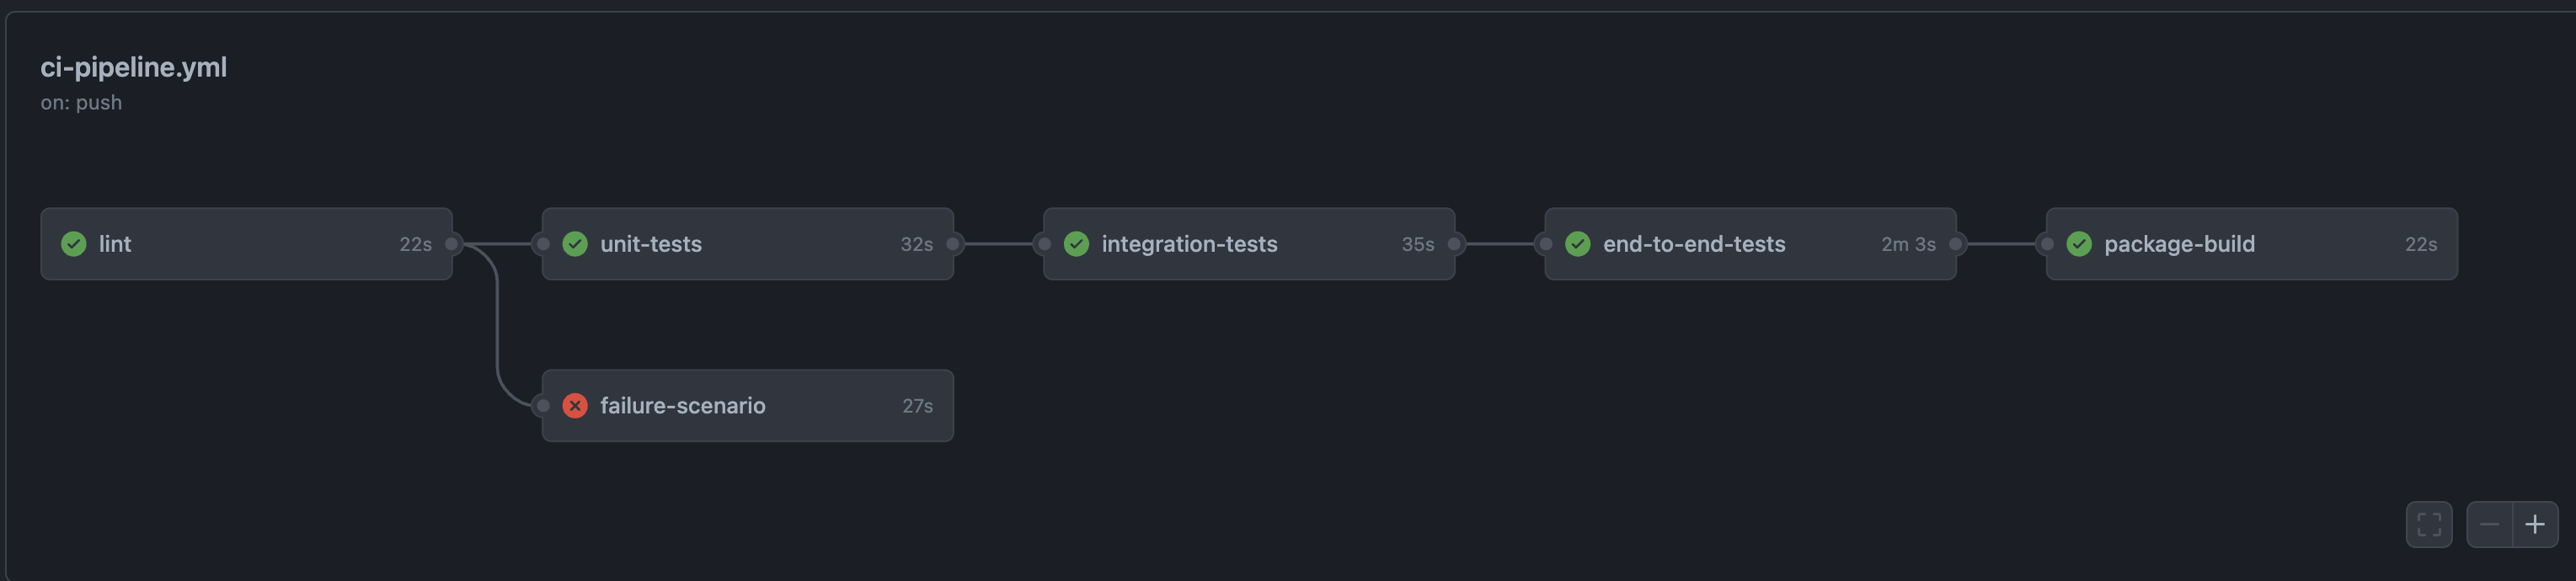 ci-pipeline.yml
on: push
lint 22s
unit-tests 32s
integration-tests 35s
end-to-end-tests 2m 3s
package-build 22s
failure-scenario 27s